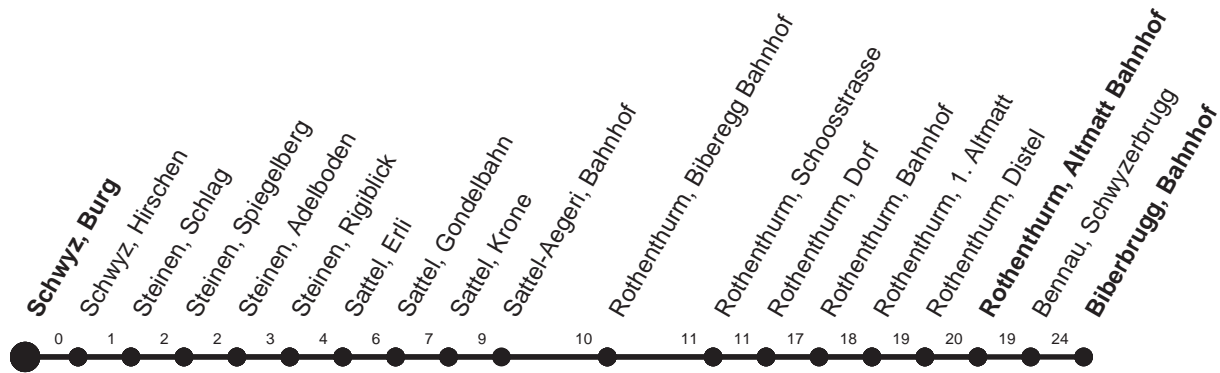 Schwyz, Burg
Schwyz, Hirschen
Steinen, Schlag
Steinen, Spiegelberg
Steinen, Adelboden
Steinen, Rigiblick
Sattel, Erli
Sattel, Gondelbahn
Sattel, Krone
Sattel-Aegeri, Bahnhof
Rothenthurm, Biberegg Bahnhof
Rothenthurm, Schoosstrasse
Rothenthurm, Dorf
Rothenthurm, Bahnhof
Rothenthurm, 1. Altmatt
Rothenthurm, Distel
Rothenthurm, Altmatt Bahnhof
Bennau, Schwyzerbrugg
Biberbrugg, Bahnhof
0 1 2 2 3 4 6 7 9 10 11 11 17 18 19 20 19 24